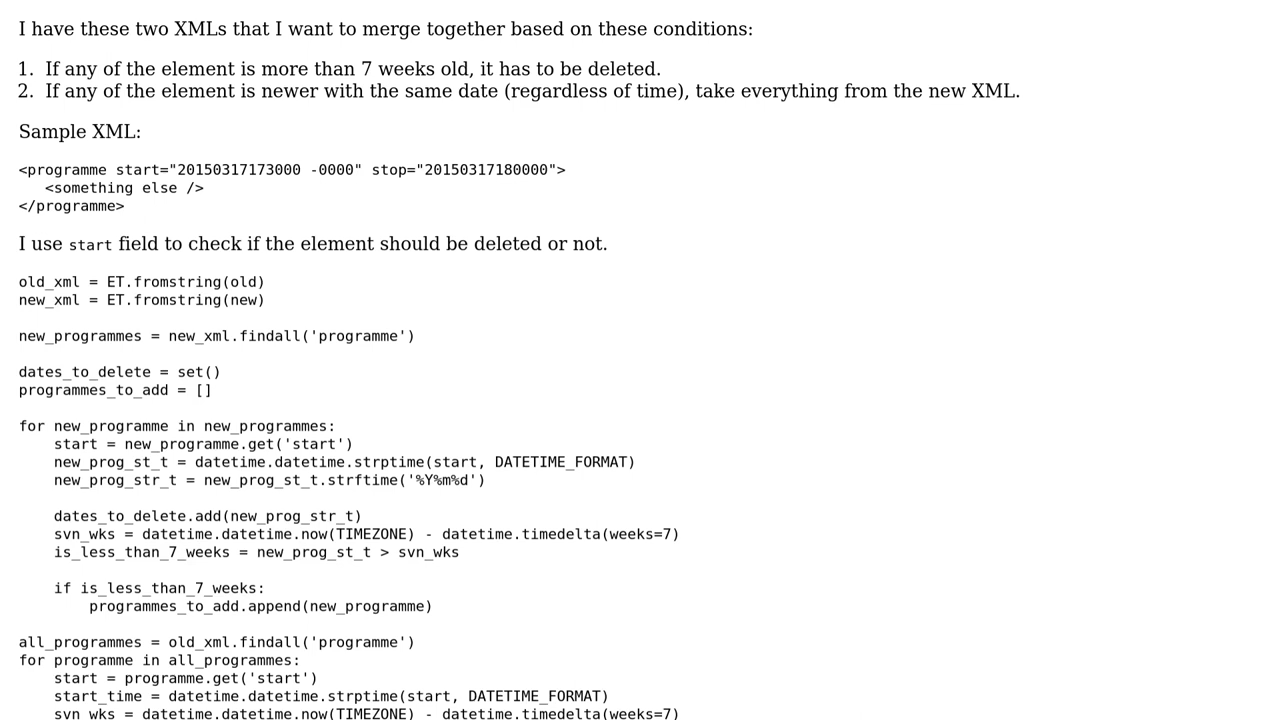 I have these two XMLs that I want to merge together based on these conditions:
1. If any of the element is more than 7 weeks old, it has to be deleted.
2. If any of the element is newer with the same date (regardless of time), take everything from the new XML.
Sample XML:
<programme start="20150317173000 -0000" stop="20150317180000">
   <something else />
</programme>
I use start field to check if the element should be deleted or not.
old_xml = ET.fromstring(old)
new_xml = ET.fromstring(new)
new_programmes = new_xml.findall('programme')
dates_to_delete = set()
programmes_to_add = []
for new_programme in new_programmes:
    start = new_programme.get('start')
    new_prog_st_t = datetime.datetime.strptime(start, DATETIME_FORMAT)
    new_prog_str_t = new_prog_st_t.strftime('%Y%m%d')
    dates_to_delete.add(new_prog_str_t)
    svn_wks = datetime.datetime.now(TIMEZONE) - datetime.timedelta(weeks=7)
    is_less_than_7_weeks = new_prog_st_t > svn_wks
    if is_less_than_7_weeks:
        programmes_to_add.append(new_programme)
all_programmes = old_xml.findall('programme')
for programme in all_programmes:
    start = programme.get('start')
    start_time = datetime.datetime.strptime(start, DATETIME_FORMAT)
    svn_wks = datetime.datetime.now(TIMEZONE) - datetime.timedelta(weeks=7)